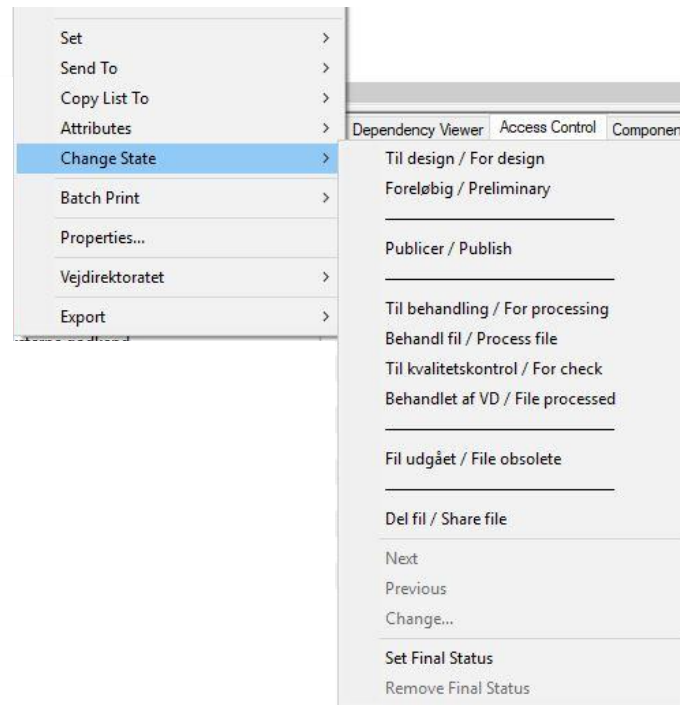 Set
Send To
Copy List To
Attributes
Change State
Batch Print
Properties...
Vejdirektoratet
Export
Dependency Viewer Access Control
Til design / For design
Foreløbig / Preliminary
Publicer / Publish
Til behandling / For processing
Behandl fil / Process file
Til kvalitetskontrol / For check
Behandlet af VD / File processed
Fil udgået / File obsolete
Del fil / Share file
Next
Previous
Change...
Set Final Status
Remove Final Status